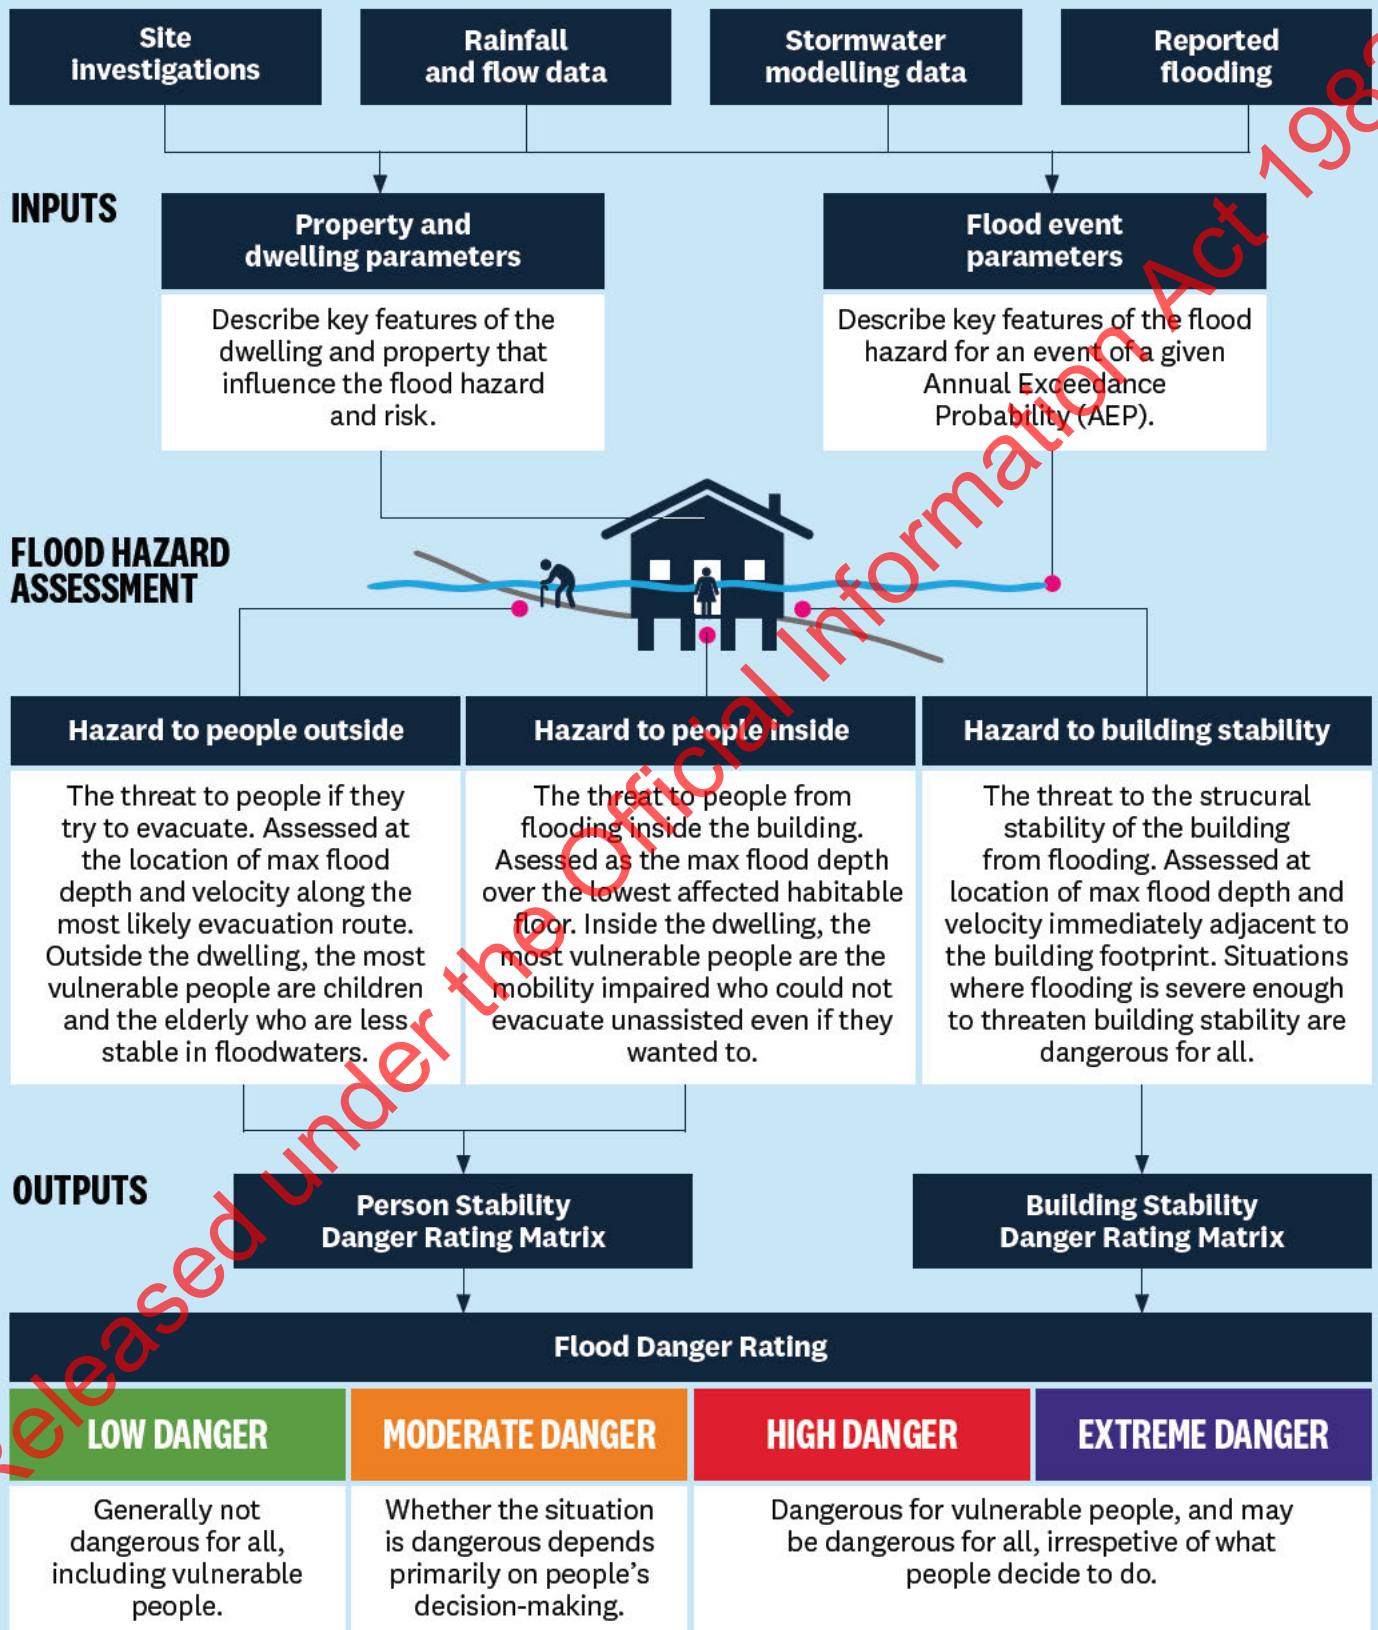 Site
investigations
Rainfall
and flow data
Stormwater
modelling data
Reported
flooding
INPUTS
Property and
dwelling parameters
Describe key features of the
dwelling and property that
influence the flood hazard
and risk.
Flood event
parameters
Describe key features of the flood
hazard for an event of a given
Annual Exceedance
Probability (AEP).
FLOOD HAZARD
ASSESSMENT
Hazard to people outside
The threat to people if they
try to evacuate. Assessed at
the location of max flood
depth and velocity along the
most likely evacuation route.
Outside the dwelling, the most
vulnerable people are children
and the elderly who are less
stable in floodwaters.
Hazard to people inside
The threat to people from
flooding inside the building.
Asessed as the max flood depth
over the lowest affected habitable
floor. Inside the dwelling, the
most vulnerable people are the
mobility impaired who could not
evacuate unassisted even if they
wanted to.
Hazard to building stability
The threat to the strucural
stability of the building
from flooding. Assessed at
location of max flood depth and
velocity immediately adjacent to
the building footprint. Situations
where flooding is severe enough
to threaten building stability are
dangerous for all.
OUTPUTS
Person Stability
Danger Rating Matrix
Building Stability
Danger Rating Matrix
Flood Danger Rating
LOW DANGER
Generally not
dangerous for all,
including vulnerable
people.
MODERATE DANGER
Whether the situation
is dangerous depends
primarily on people's
decision-making.
HIGH DANGER
EXTREME DANGER
Dangerous for vulnerable people, and may
be dangerous for all, irrespetive of what
people decide to do.
Released under the Official Information Act 198